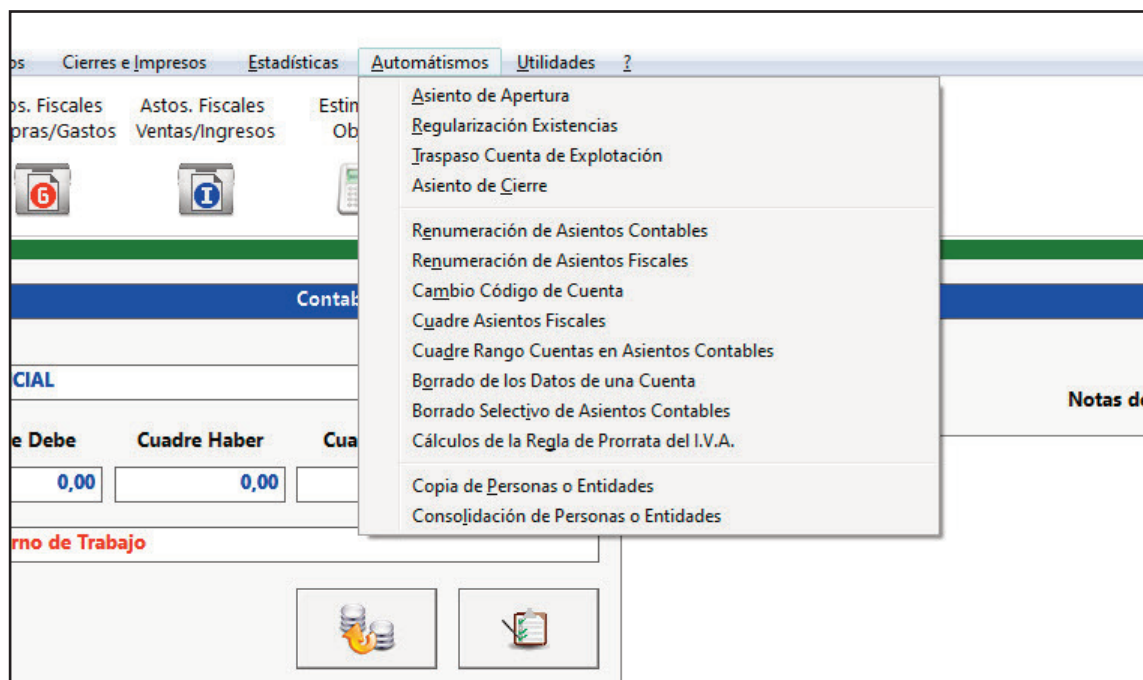 os Cierres e Impresos Estadísticas Automátismos Utilidades ?
os. Fiscales Astos. Fiscales Estin
pras/Gastos Ventas/Ingresos Ob
G I
Asiento de Apertura
Regularización Existencias
Traspaso Cuenta de Explotación
Asiento de Cierre
Renumeración de Asientos Contables
Renumeración de Asientos Fiscales
Cambio Código de Cuenta
Cuadre Asientos Fiscales
Cuadre Rango Cuentas en Asientos Contables
Borrado de los Datos de una Cuenta
Borrado Selectivo de Asientos Contables
Cálculos de la Regla de Prorrata del I.V.A.
Copia de Personas o Entidades
Consolidación de Personas o Entidades
Contab
CIAL
Notas de
e Debe Cuadre Haber Cua
0,00 0,00
rno de Trabajo